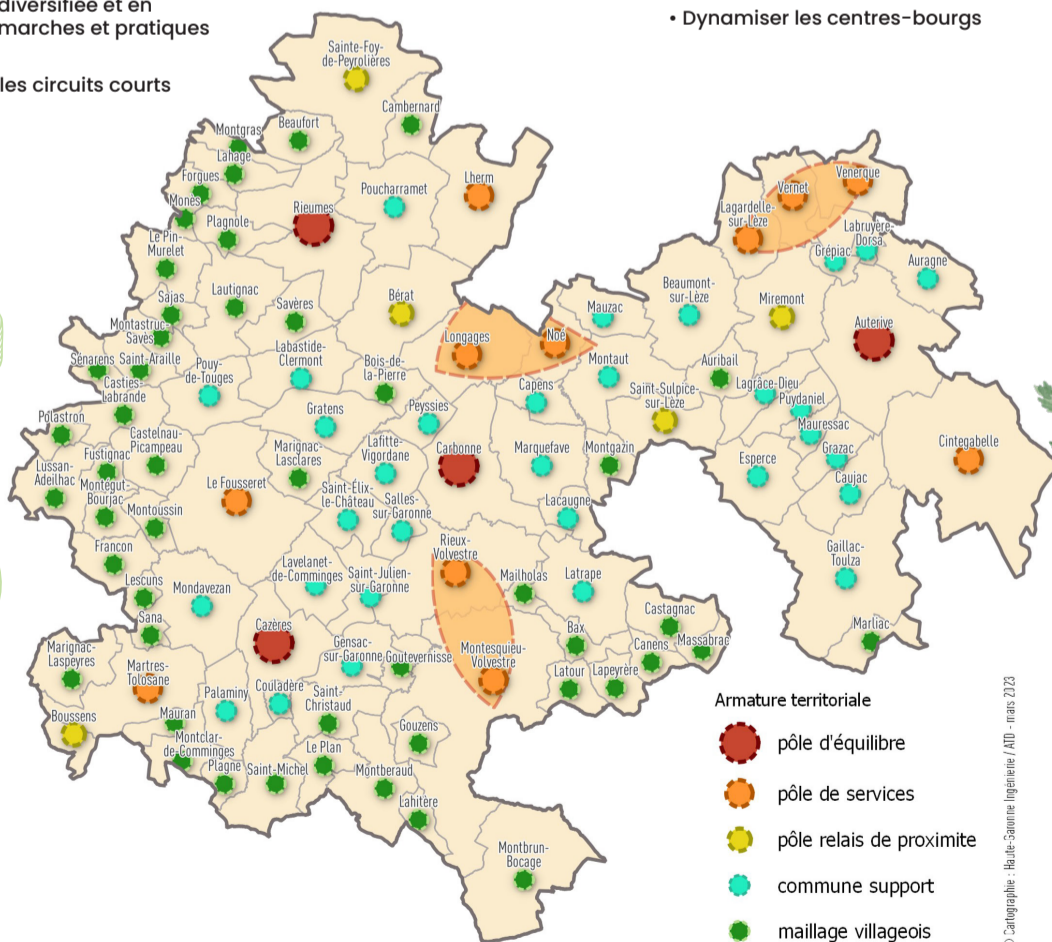 diversifiée et en
marches et pratiques
les circuits courts
• Dynamiser les centres-bourgs
Sainte-Foy-
de-Peyrolières
Cambernard
Beaufort
Montgras
Lahage
Forgues
Monès
Plagnole
Rieumes
Poucharramet
Lherm
Le Pin-
Murelet
Sajas
Lautignac
Savères
Bérat
Montastruc-
Savès
Sénarens
Saint-Araille
Pouy-
de-Touges
Labastide-
Clermont
Bois-de-
la-Pierre
Longages
Noé
Mauzac
Montaut
Capens
Peyssies
Gratens
Casties-
Labrande
Polastron
Castelnau-
Picampeau
Fustignac
Lussan-
Adeilhac
Montégut-
Bourjac
Montoussin
Le Fousseret
Marignac-
Lasclares
Lafitte-
Vigordane
Carbonne
Marquefave
Montgazin
Saint-Élix-
le-Château
Salles-
sur-Garonne
Lacaugne
Francon
Lescuns
Sana
Mondavezan
Lavelanet-
de-Comminges
Saint-Julien-
sur-Garonne
Rieux-
Volvestre
Mailholas
Latrape
Castagnac
Massabrac
Canens
Bax
Latour
Lapeyrère
Montesquieu-
Volvestre
Cazères
Gensac-
sur-Garonne
Goutevernisse
Marignac-
Laspeyres
Martres-
Tolosane
Boussens
Mauran
Palaminy
Couladère
Saint-
Christaud
Montclar-
de-Comminges
Plagne
Saint-Michel
Le Plan
Gouzens
Montberaud
Lahitère
Montbrun-
Bocage
Venerque
Vernet
Lagardelle-
sur-Lèze
Labruyère-
Dorsa
Grépiac
Auragne
Beaumont-
sur-Lèze
Miremont
Auterive
Auribail
Lagrâce-Dieu
Puydaniel
Saint-Sulpice-
sur-Lèze
Mauressac
Grazac
Esperce
Caujac
Cintegabelle
Gaillac-
Toulza
Marliac
Armature territoriale
pôle d'équilibre
pôle de services
pôle relais de proximite
commune support
maillage villageois
© Cartographie : Haute-Garonne Ingénierie / ATD - mars 2023